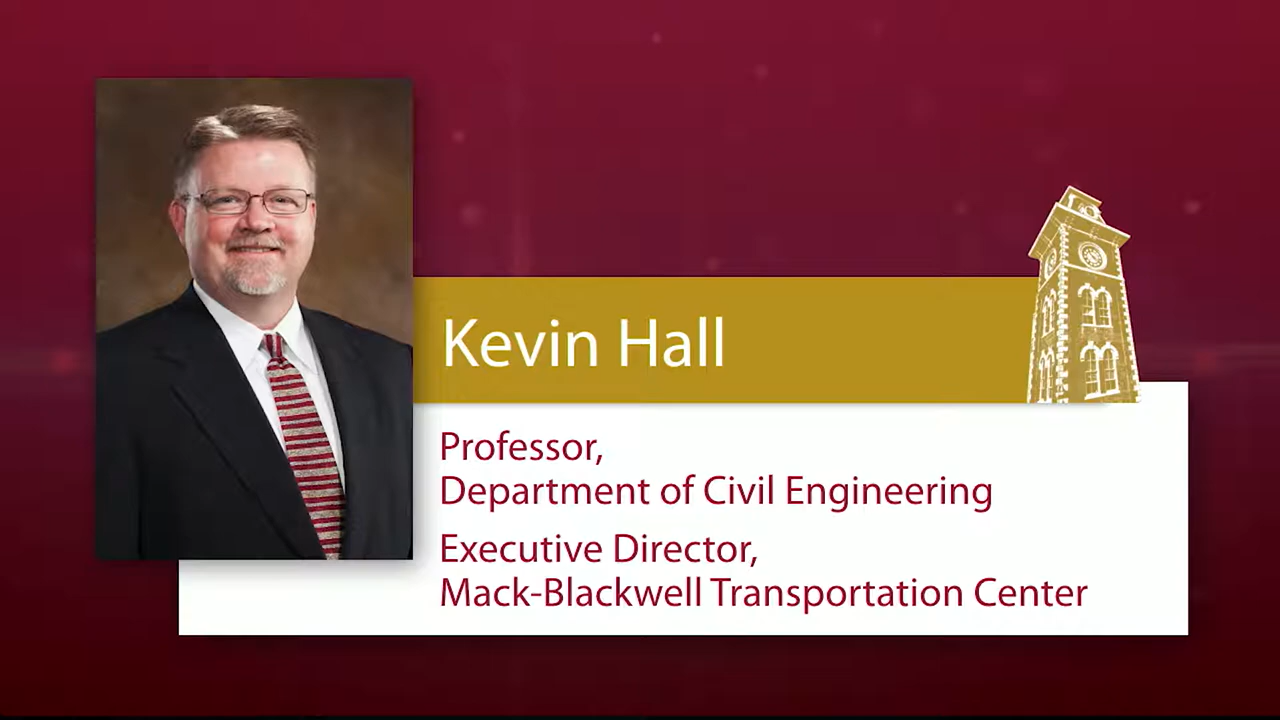 Kevin Hall
Professor,
Department of Civil Engineering
Executive Director,
Mack-Blackwell Transportation Center